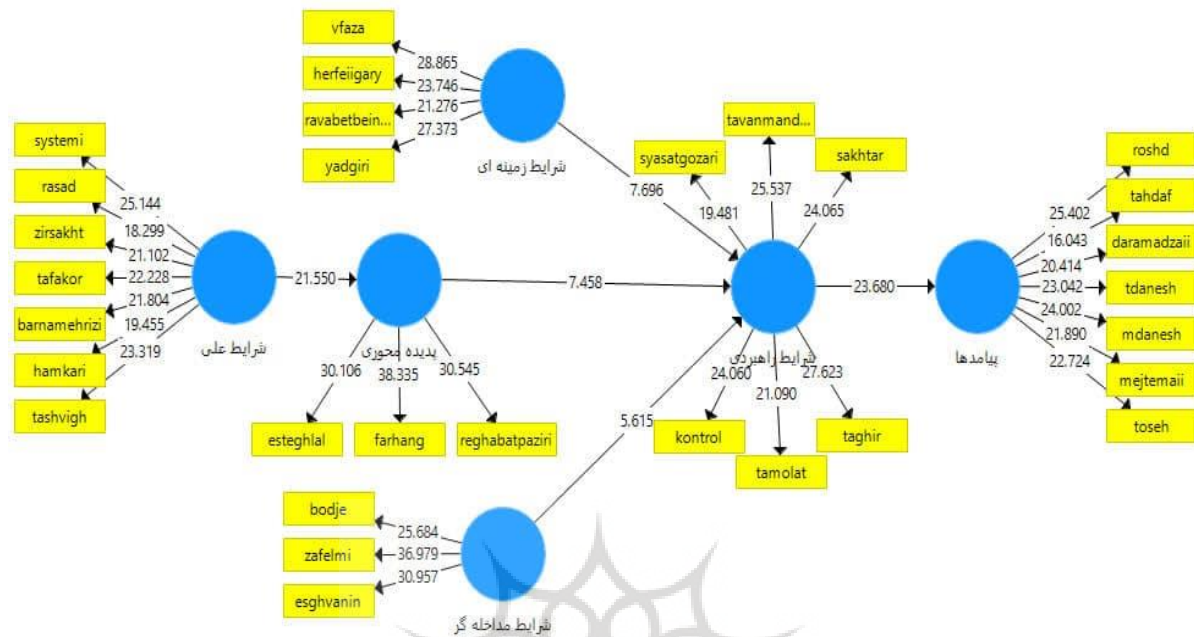 vfaza
herfeiigary
ravabetbein...
yadgiri
28.865
23.746
21.276
27.373
شرایط زمینه ای
7.696
systemi
rasad
zirsakht
tafakor
barnamehrizi
hamkari
tashvigh
25.144
18.299
21.102
22.228
21.804
19.455
23.319
شرایط علی
21.550
پدیده محوری
7.458
30.106
38.335
30.545
esteghlal
farhang
reghabatpaziri
bodje
zafelmi
esghvanin
25.684
36.979
30.957
شرایط مداخله گر
5.615
syasatgozari
tavanmand...
sakhtar
19.481
25.537
24.065
شرایط راهبردی
24.060
21.090
27.623
kontrol
tamolat
taghir
23.680
پیامدها
25.402
16.043
20.414
23.042
24.002
21.890
22.724
roshd
tahdaf
daramadzaii
tdanesh
mdanesh
mejtemaii
toseh